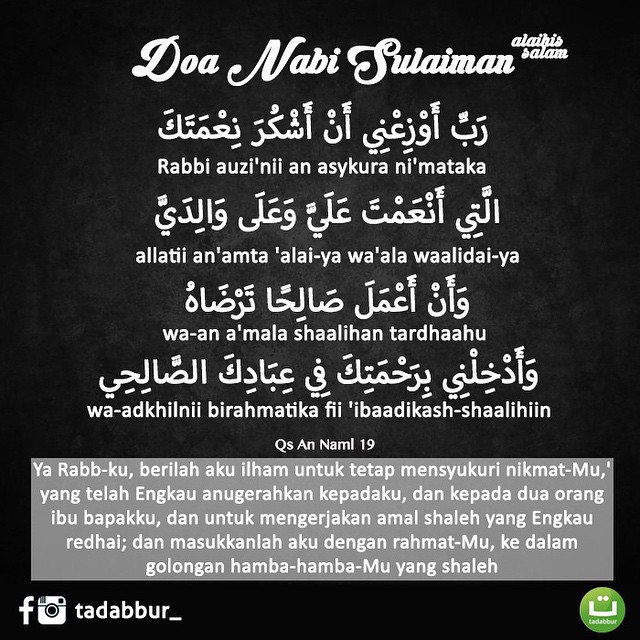 Doa Nabi Sulaiman alaihis salam
رَبِّ أَوْزِعْنِي أَنْ أَشْكُرَ نِعْمَتَكَ
Rabbi auzi'nii an asykura ni'mataka
الَّتِي أَنْعَمْتَ عَلَيَّ وَعَلَى وَالِدَيَّ
allatii an'amta 'alai-ya wa'ala waalidai-ya
وَأَنْ أَعْمَلَ صَالِحًا تَرْضَاهُ
wa-an a'mala shaalihan tardhaahu
وَأَدْخِلْنِي بِرَحْمَتِكَ فِي عِبَادِكَ الصَّالِحِي
wa-adkhilnii birahmatika fii 'ibaadikash-shaalihiin
Qs An Naml 19
Ya Rabb-ku, berilah aku ilham untuk tetap mensyukuri nikmat-Mu,'
yang telah Engkau anugerahkan kepadaku, dan kepada dua orang
ibu bapakku, dan untuk mengerjakan amal shaleh yang Engkau
redhai; dan masukkanlah aku dengan rahmat-Mu, ke dalam
golongan hamba-hamba-Mu yang shaleh
tadabbur_
tadabbur